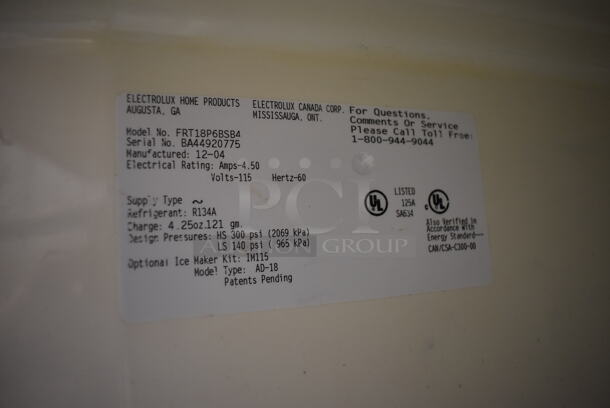 ELECTROLUX HOME PRODUCTS
AUGUSTA, GA
ELECTROLUX CANADA CORP.
MISSISSAUGA, ONT.
For Questions,
Comments Or Service
Please Call Toll Free:
1-800-944-9044
Model No. FRT18P6BSB4
Serial No. BA44920775
Manufactured: 12-04
Electrical Rating: Amps-4.50
Volts-115 Hertz-60
Supply Type ~
Refrigerant: R134A
Charge: 4.25oz.121 gm.
Design Pressures: HS 300 psi (2069 kPa)
LS 140 psi ( 965 kPa)
Optional Ice Maker Kit: IM115
Model Type: AD-18
Patents Pending
UL
LISTED
125A
SA634
UL
Also Verified in
Accordance with
Energy Standard
CAN/CSA-C300-00
PCI
AUCTION GROUP